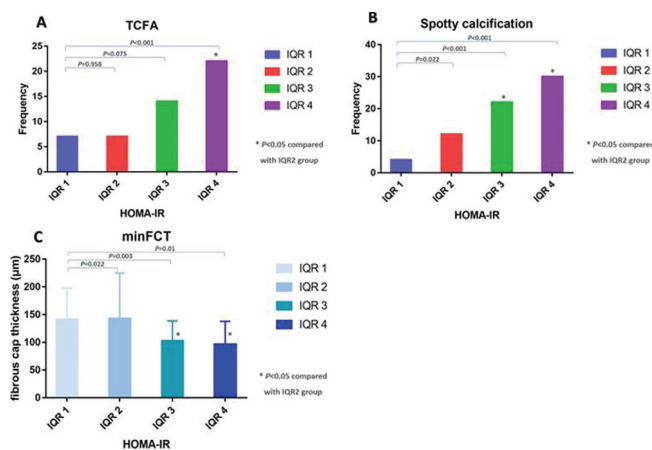 A
TCFA
P<0.001
P=0.075
P=0.958
*
25
20
15
10
5
0
Frequency
IQR 1
IQR 2
IQR 3
IQR 4
HOMA-IR
IQR 1
IQR 2
IQR 3
IQR 4
* P<0.05 compared
with IQR2 group
B
Spotty calcification
P<0.001
P<0.001
P=0.022
*
*
40
30
20
10
0
Frequency
IQR 1
IQR 2
IQR 3
IQR 4
HOMA-IR
IQR 1
IQR 2
IQR 3
IQR 4
* P<0.05 compared
with IQR2 group
C
minFCT
P=0.01
P=0.003
P=0.022
*
*
250
200
150
100
50
0
fibrous cap thickness (μm)
IQR 1
IQR 2
IQR 3
IQR 4
HOMA-IR
IQR 1
IQR 2
IQR 3
IQR 4
* P<0.05 compared
with IQR2 group